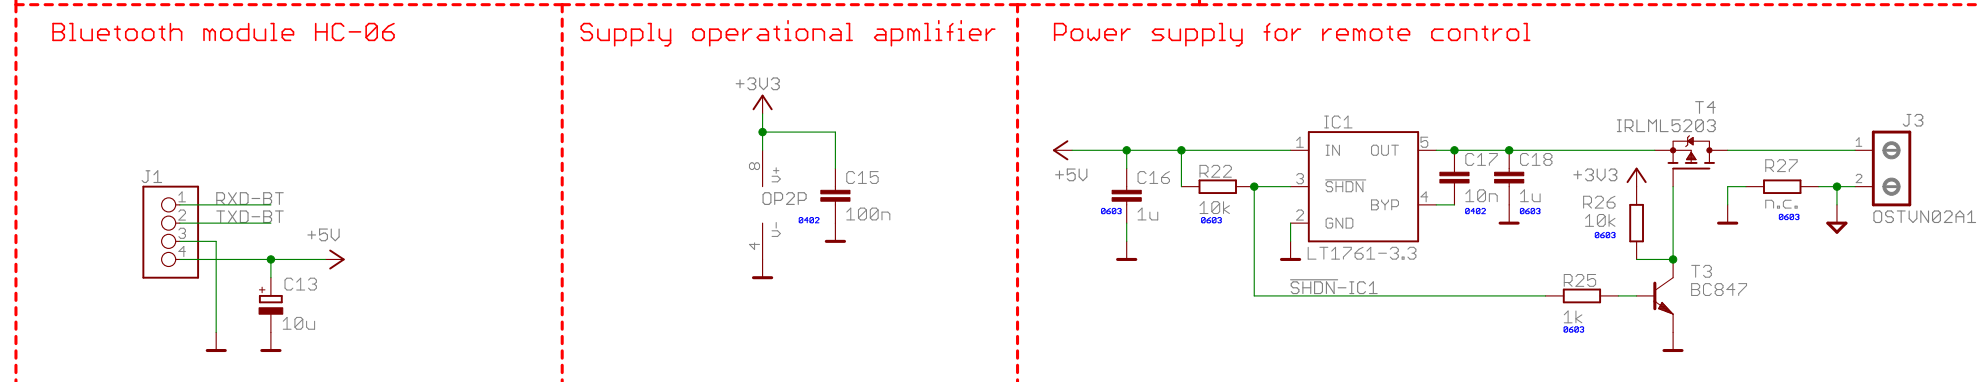 Bluetooth module HC-06
J1
1
RXD-BT
2
TXD-BT
3
4
+5V
+
C13
10u
Supply operational apmlifier
+3V3
8
V+
OP2P
V-
4
C15
0402
100n
Power supply for remote control
+5V
C16
0603
1u
R22
10k
0603
IC1
1
IN
OUT
5
3
SHDN
BYP
4
2
GND
LT1761-3.3
SHDN-IC1
C17
10n
0402
C18
1u
0603
T4
IRLML5203
+3V3
R26
10k
0603
R25
1k
0603
T3
BC847
R27
n.c.
0603
J3
1
2
OSTVN02A1